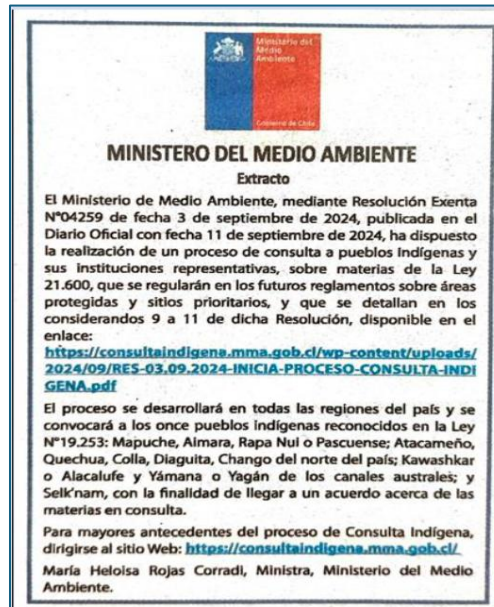 Ministerio del
Medio
Ambiente
Gobierno de Chile
MINISTERO DEL MEDIO AMBIENTE
Extracto
El Ministerio de Medio Ambiente, mediante Resolución Exenta
N°04259 de fecha 3 de septiembre de 2024, publicada en el
Diario Oficial con fecha 11 de septiembre de 2024, ha dispuesto
la realización de un proceso de consulta a pueblos indígenas y
sus instituciones representativas, sobre materias de la Ley
21.600, que se regularán en los futuros reglamentos sobre áreas
protegidas y sitios prioritarios, y que se detallan en los
considerandos 9 a 11 de dicha Resolución, disponible en el
enlace:
https://consultaindigena.mma.gob.cl/wp-content/uploads/
2024/09/RES-03.09.2024-INICIA-PROCESO-CONSULTA-INDI
GENA.pdf
El proceso se desarrollará en todas las regiones del país y se
convocará a los once pueblos indígenas reconocidos en la Ley
N°19.253: Mapuche, Aimara, Rapa Nui o Pascuense; Atacameño,
Quechua, Colla, Diaguita, Chango del norte del país; Kawashkar
o Alacalufe y Yámana o Yagán de los canales australes; y
Selk'nam, con la finalidad de llegar a un acuerdo acerca de las
materias en consulta.
Para mayores antecedentes del proceso de Consulta Indígena,
dirigirse al sitio Web: https://consultaindigena.mma.gob.cl/
María Heloisa Rojas Corradi, Ministra, Ministerio del Medio
Ambiente.